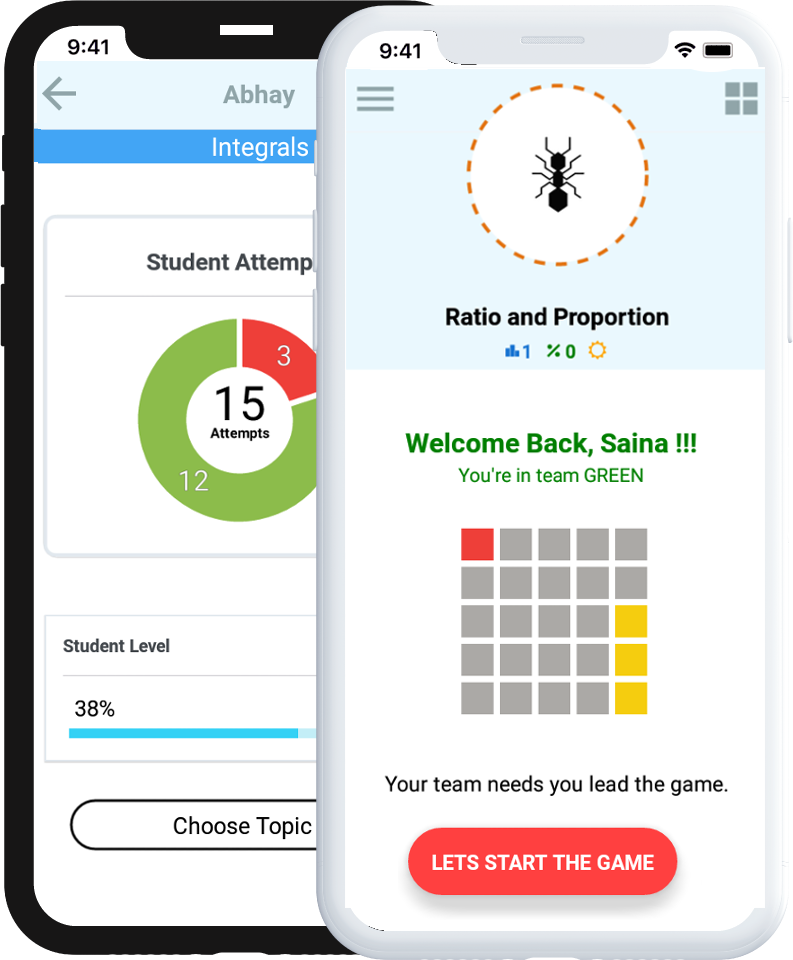 9:41
Abhay
Integrals
Student Attemp
3
15
Attempts
12
Student Level
38%
Choose Topic
9:41
Ratio and Proportion
1 % 0
Welcome Back, Saina !!!
You're in team GREEN
Your team needs you lead the game.
LETS START THE GAME